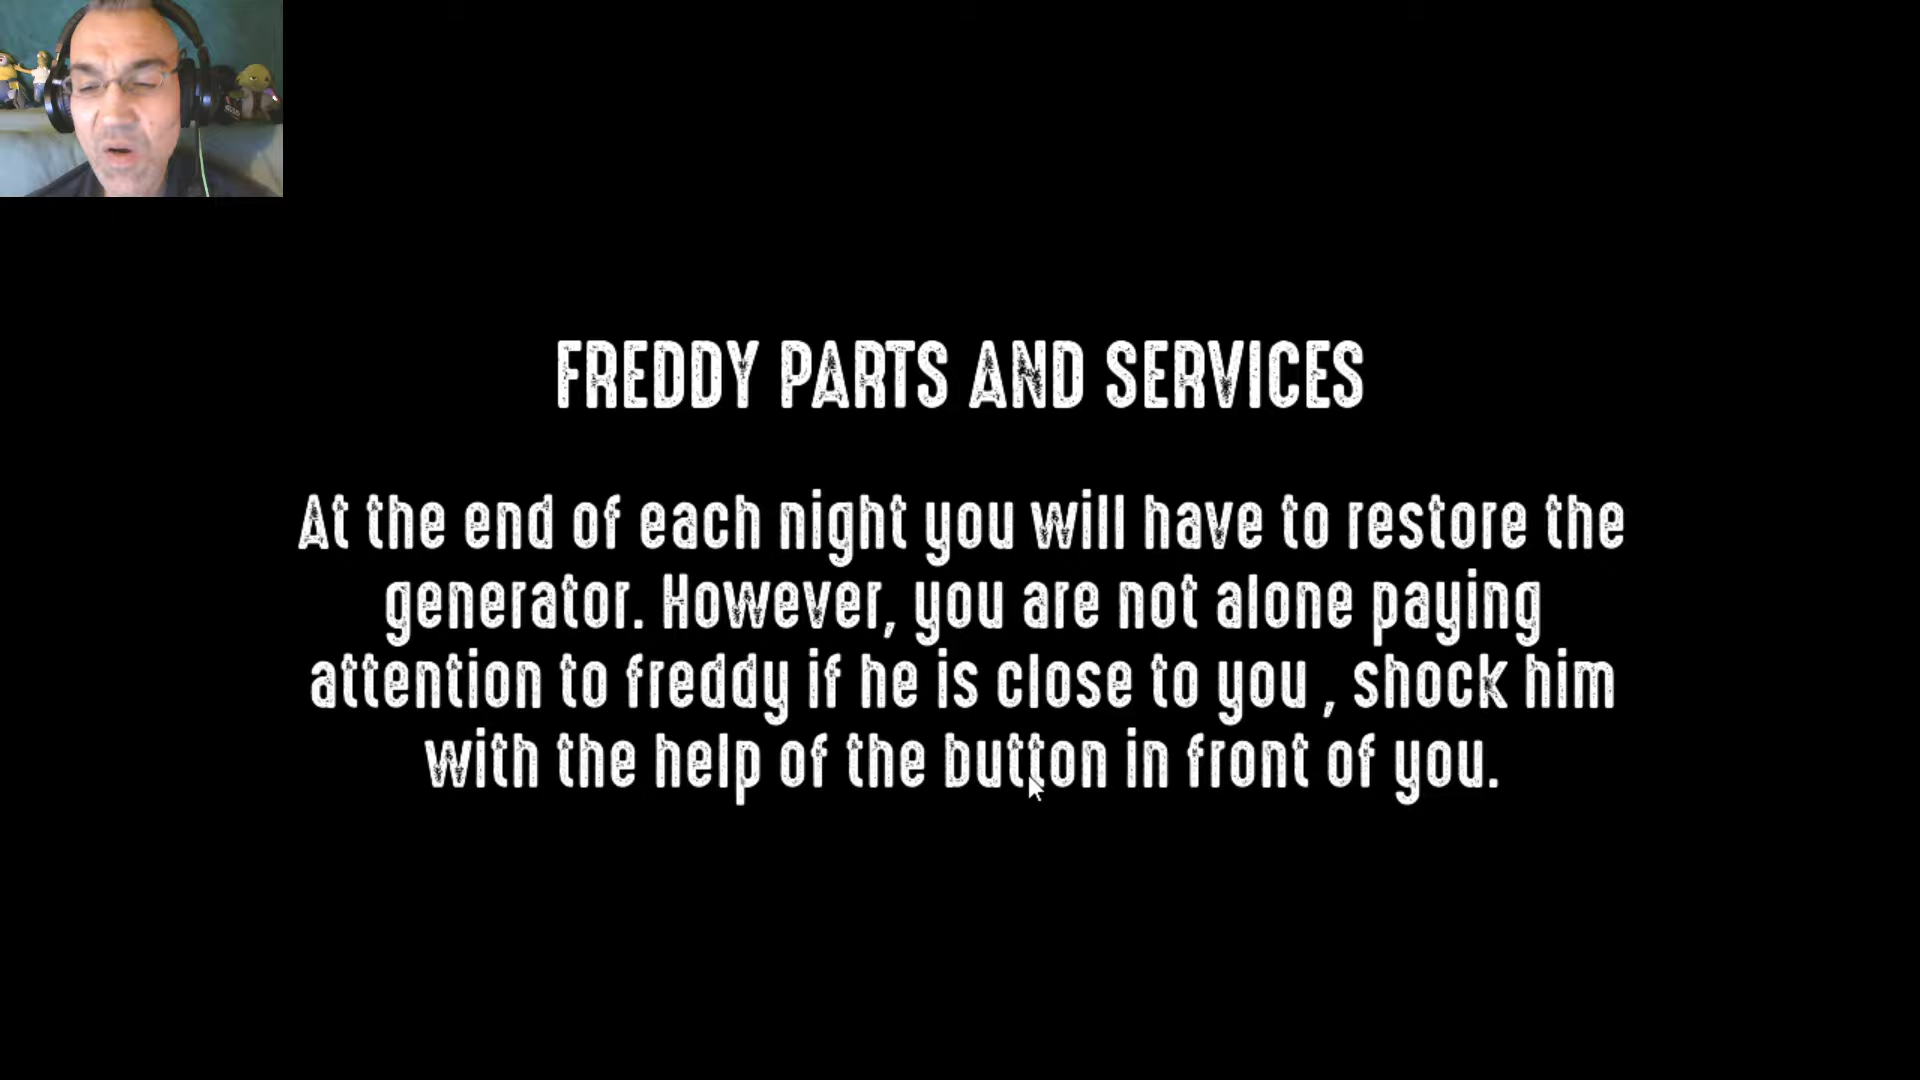 FREDDY PARTS AND SERVICES
At the end of each night you will have to restore the
generator. However, you are not alone paying
attention to freddy if he is close to you , shock him
with the help of the button in front of you.